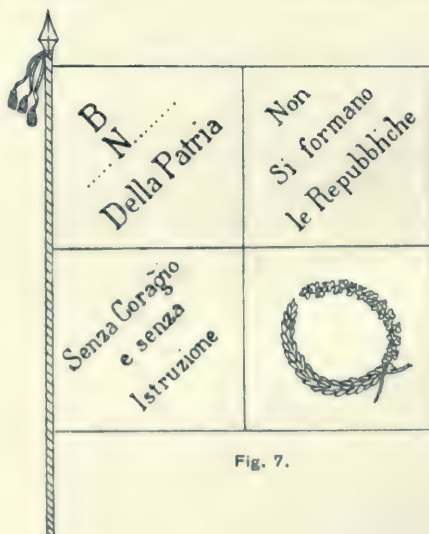 B
N..........
..... Della Patria
Non
Si formano
le Repubbliche
Senza Coragio
e senza
Istruzione
Fig. 7.